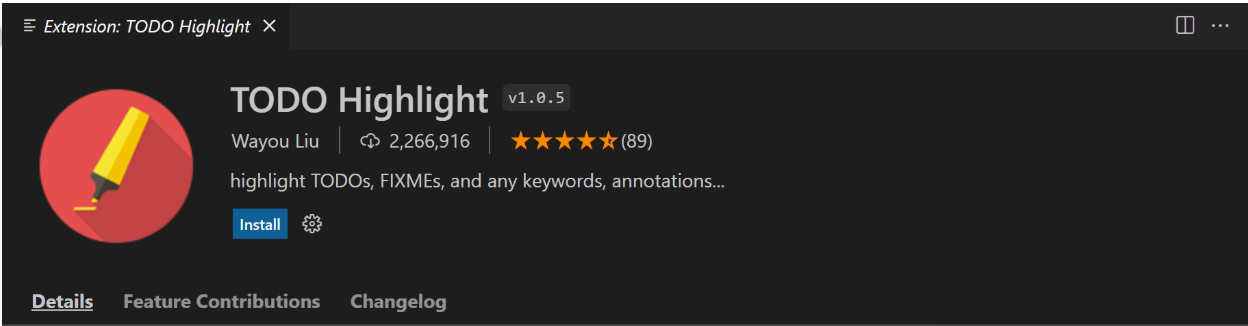 Extension: TODO Highlight
TODO Highlight v1.0.5
Wayou Liu 2,266,916 (89)
highlight TODOs, FIXMEs, and any keywords, annotations...
Install
Details Feature Contributions Changelog